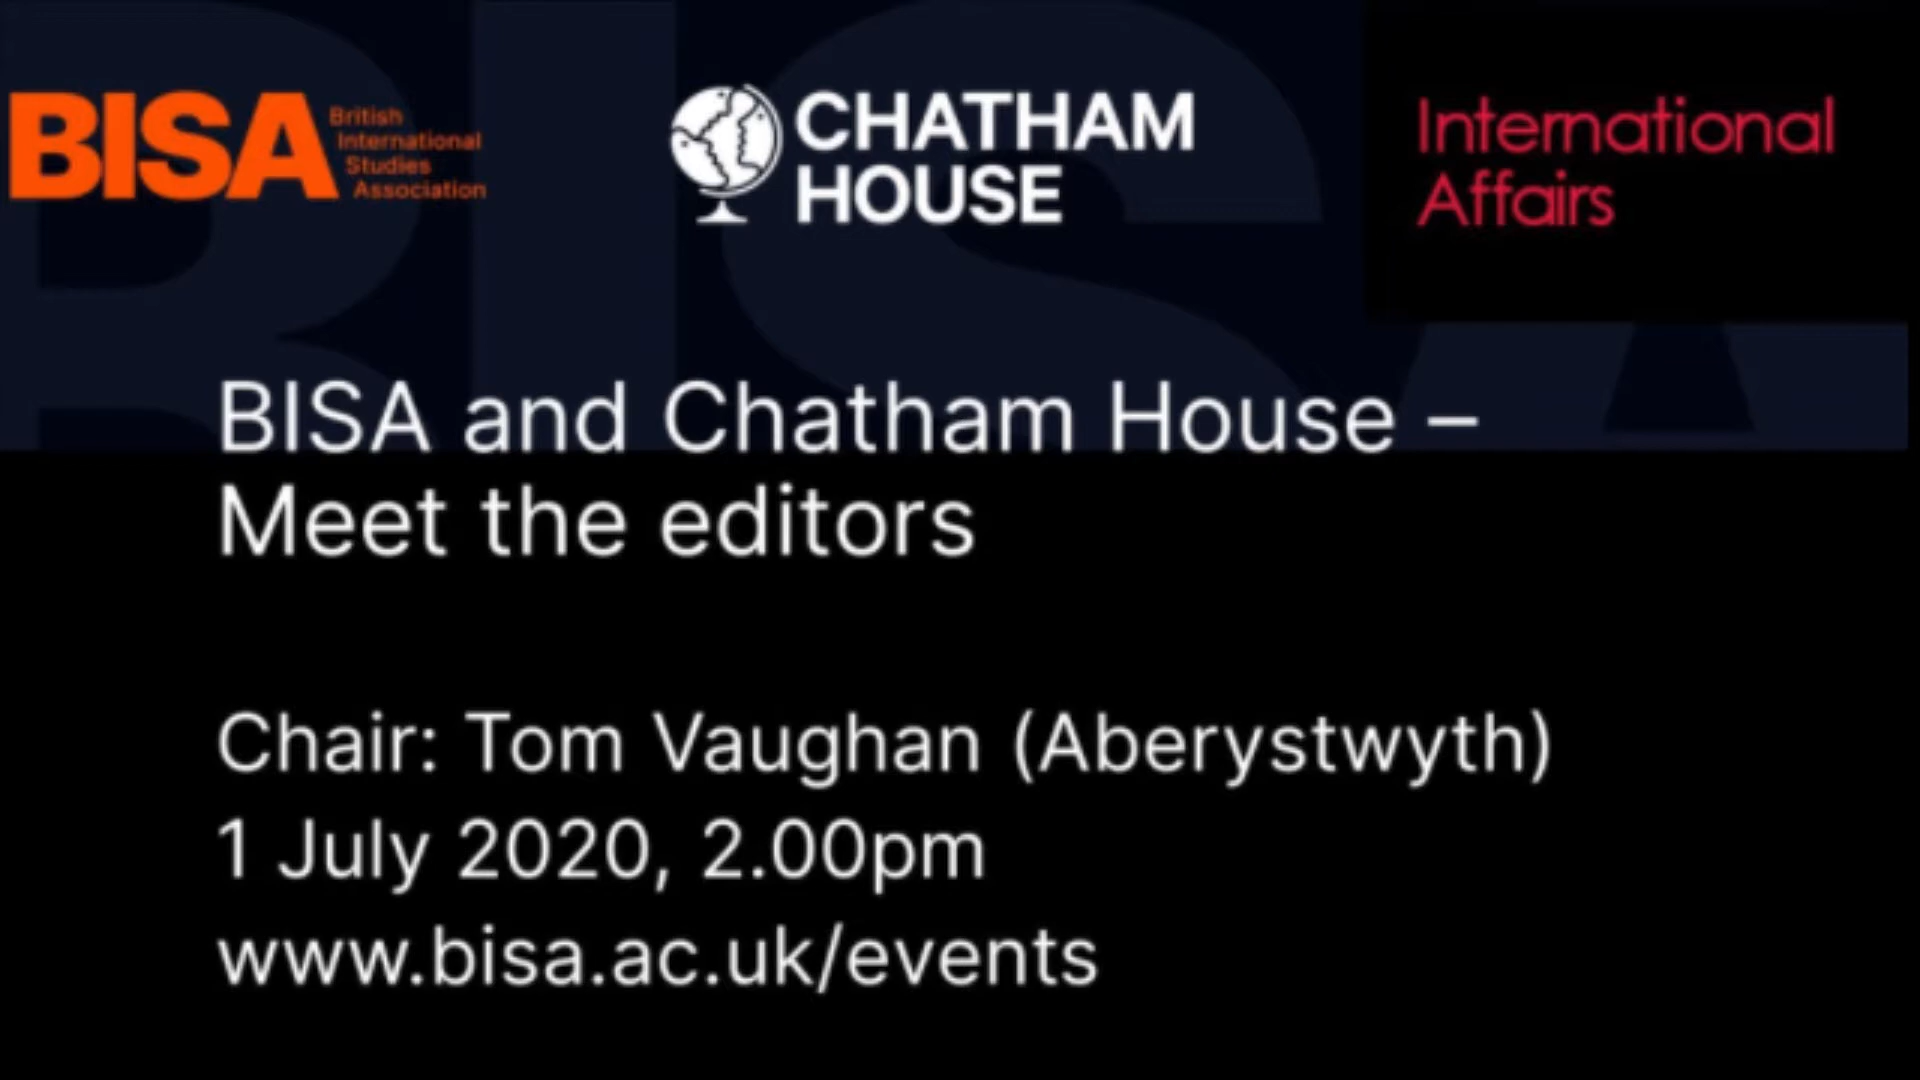 BISA
British
International
Studies
Association
CHATHAM
HOUSE
International
Affairs
BISA and Chatham House –
Meet the editors
Chair: Tom Vaughan (Aberystwyth)
1 July 2020, 2.00pm
www.bisa.ac.uk/events